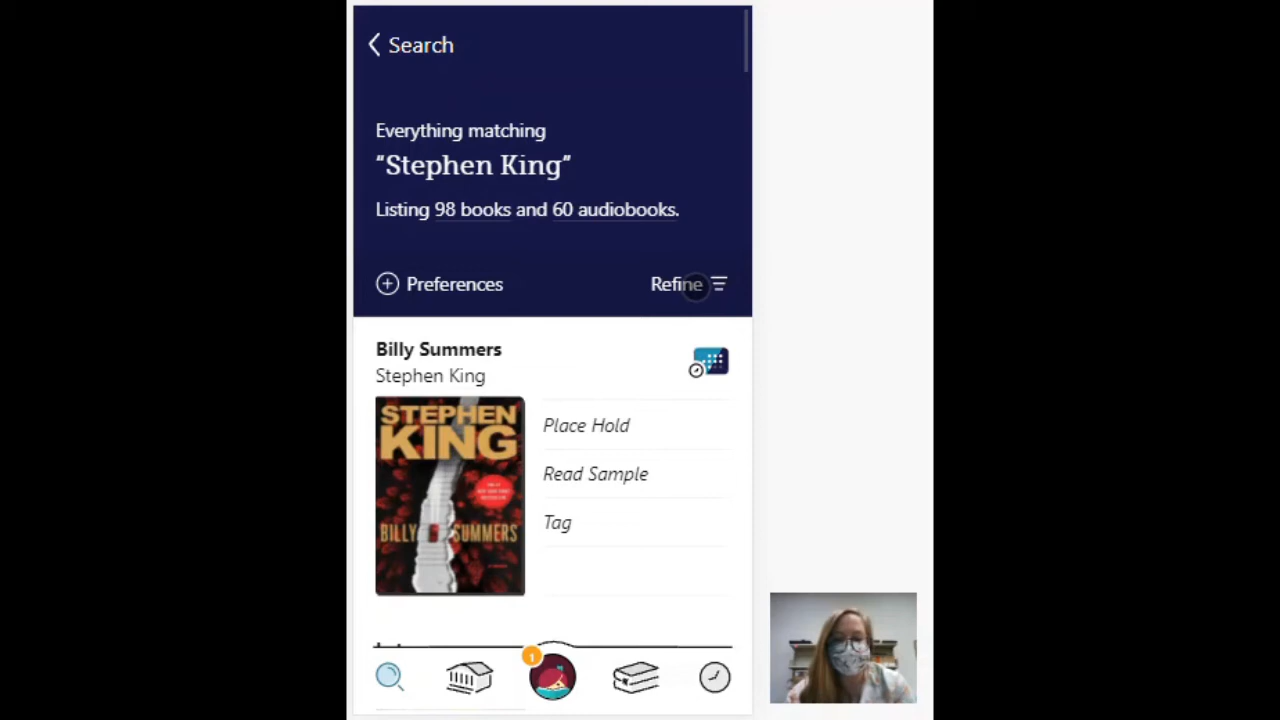 Search
Everything matching
“Stephen King”
Listing 98 books and 60 audiobooks.
Preferences
Refine
Billy Summers
Stephen King
STEPHEN
KING
BILLY SUMMERS
Place Hold
Read Sample
Tag
1